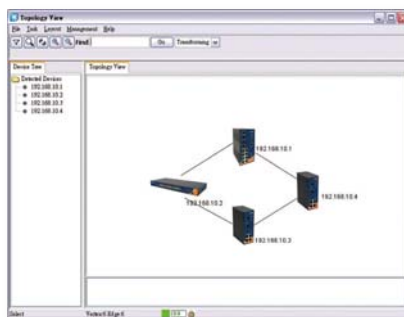 Topology View
File Task Layout Management Help
Find Go Transforming
Device Tree
Topology View
Detected Devices
192.168.10.1
192.168.10.2
192.168.10.3
192.168.10.4
192.168.10.1
192.168.10.2
192.168.10.4
192.168.10.3
Select